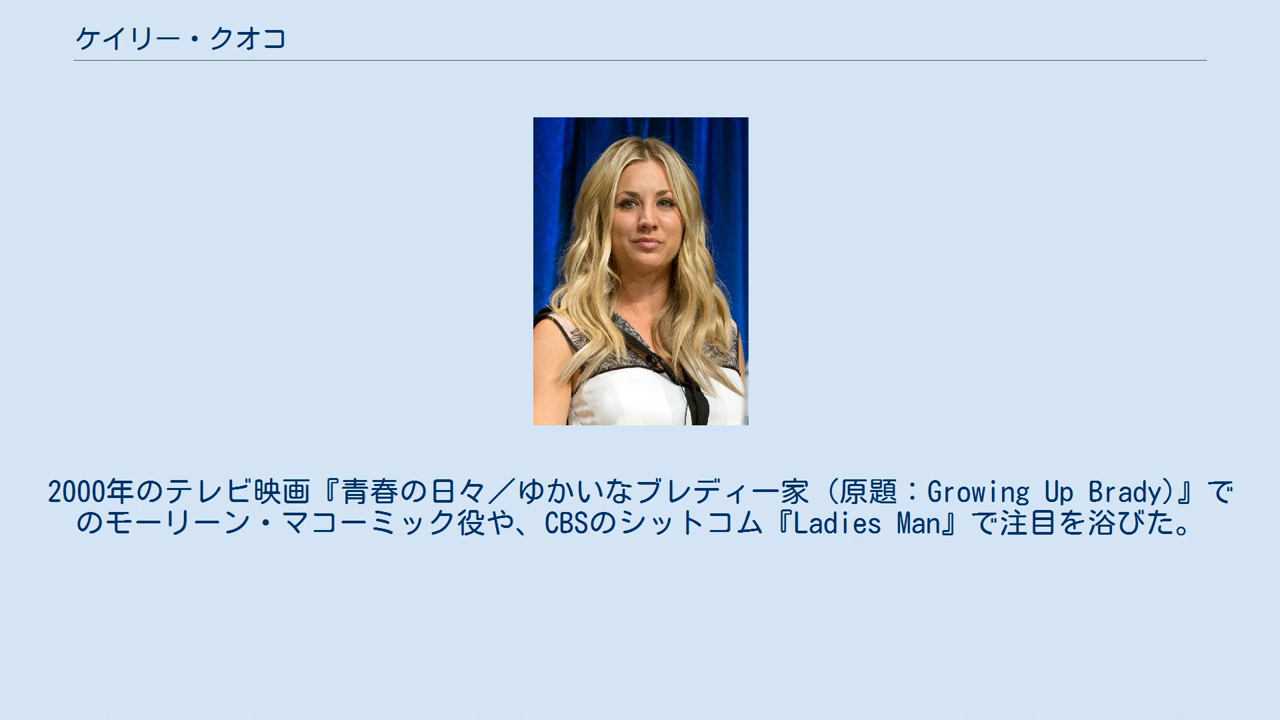 ケイリー・クオコ
2000年のテレビ映画『青春の日々／ゆかいなブレディー家（原題：Growing Up Brady)』で
のモーリーン・マコーミック役や、CBSのシットコム『Ladies Man』で注目を浴びた。